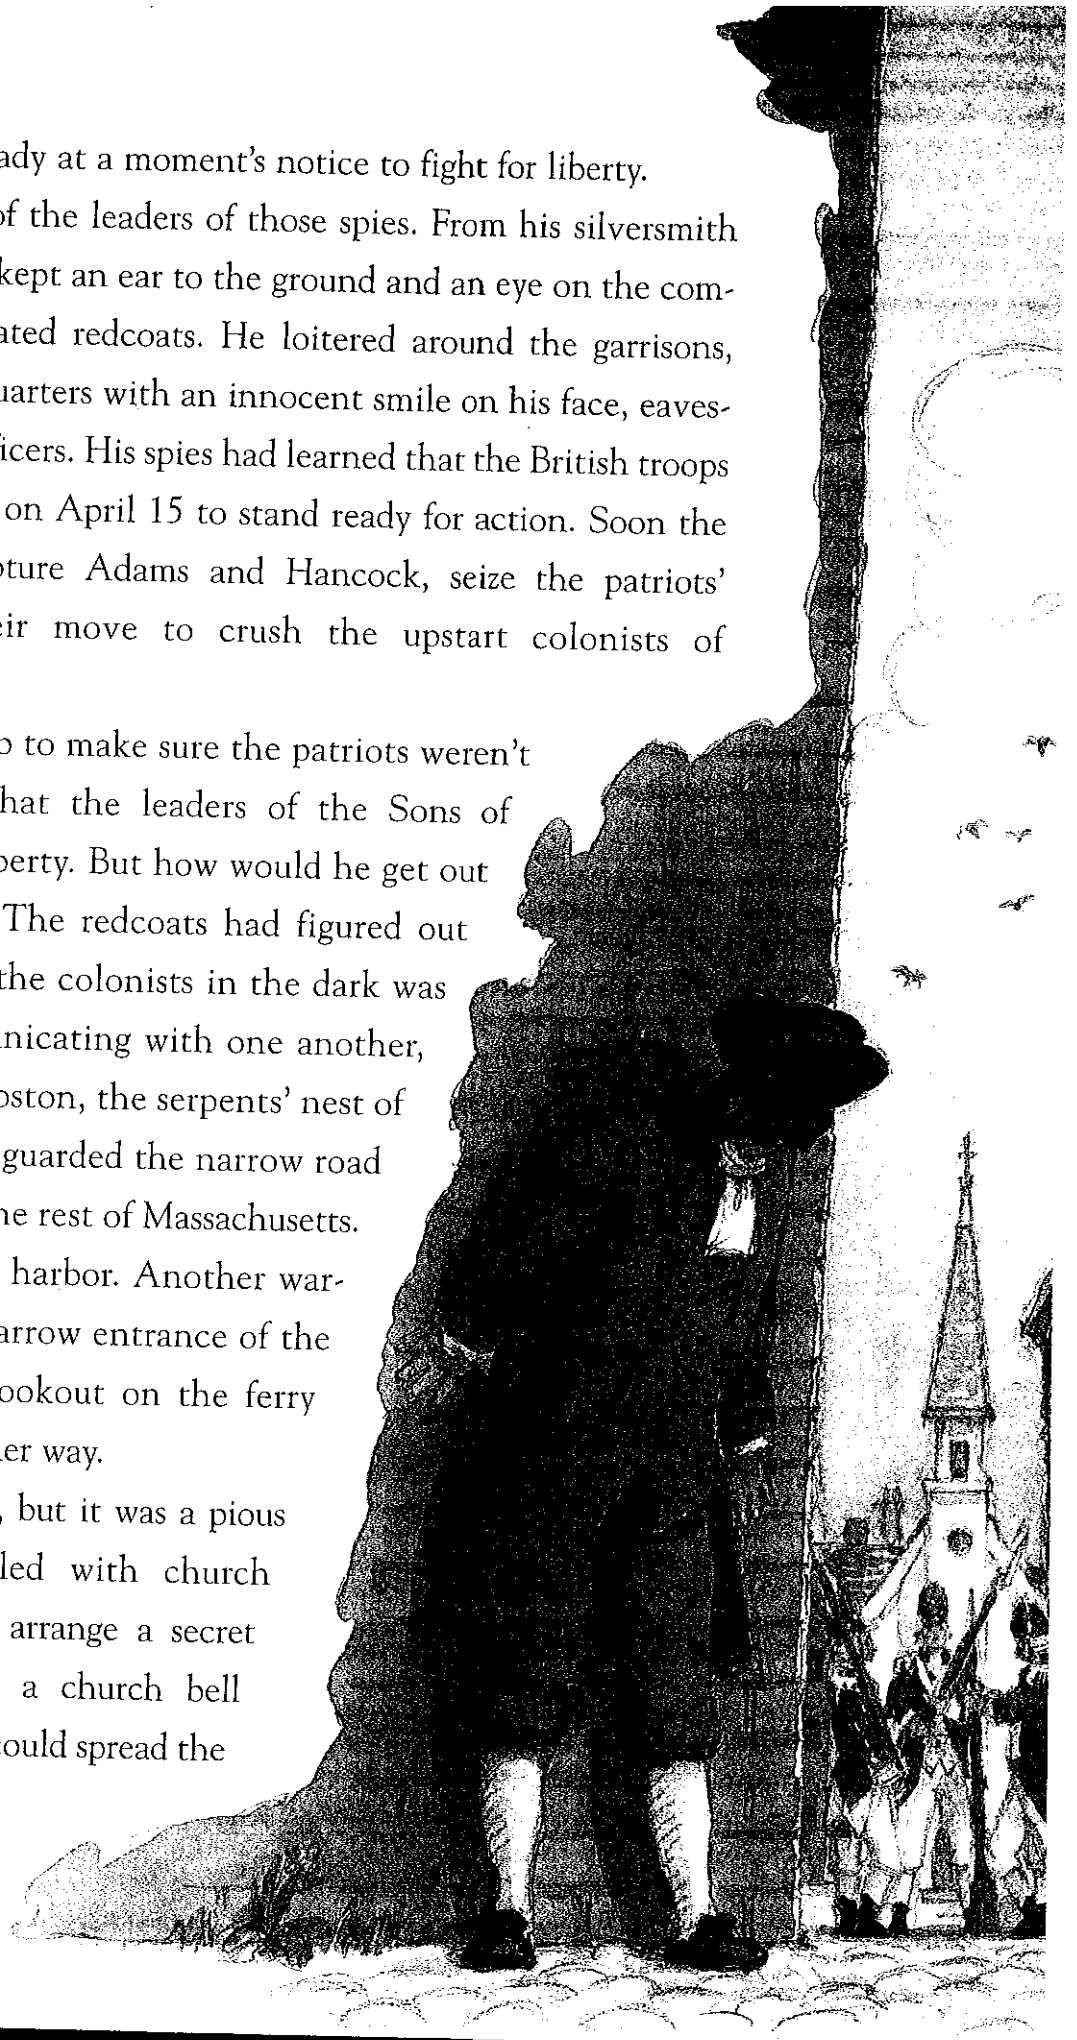 ady at a moment's notice to fight for liberty.
of the leaders of those spies. From his silversmith
kept an ear to the ground and an eye on the com-
ated redcoats. He loitered around the garrisons,
uarters with an innocent smile on his face, eaves-
ficers. His spies had learned that the British troops
on April 15 to stand ready for action. Soon the
pture Adams and Hancock, seize the patriots'
eir move to crush the upstart colonists of
o to make sure the patriots weren't
hat the leaders of the Sons of
berty. But how would he get out
The redcoats had figured out
the colonists in the dark was
nicating with one another,
oston, the serpents' nest of
guarded the narrow road
he rest of Massachusetts.
harbor. Another war-
arrow entrance of the
ookout on the ferry
er way.
, but it was a pious
led with church
arrange a secret
a church bell
could spread the